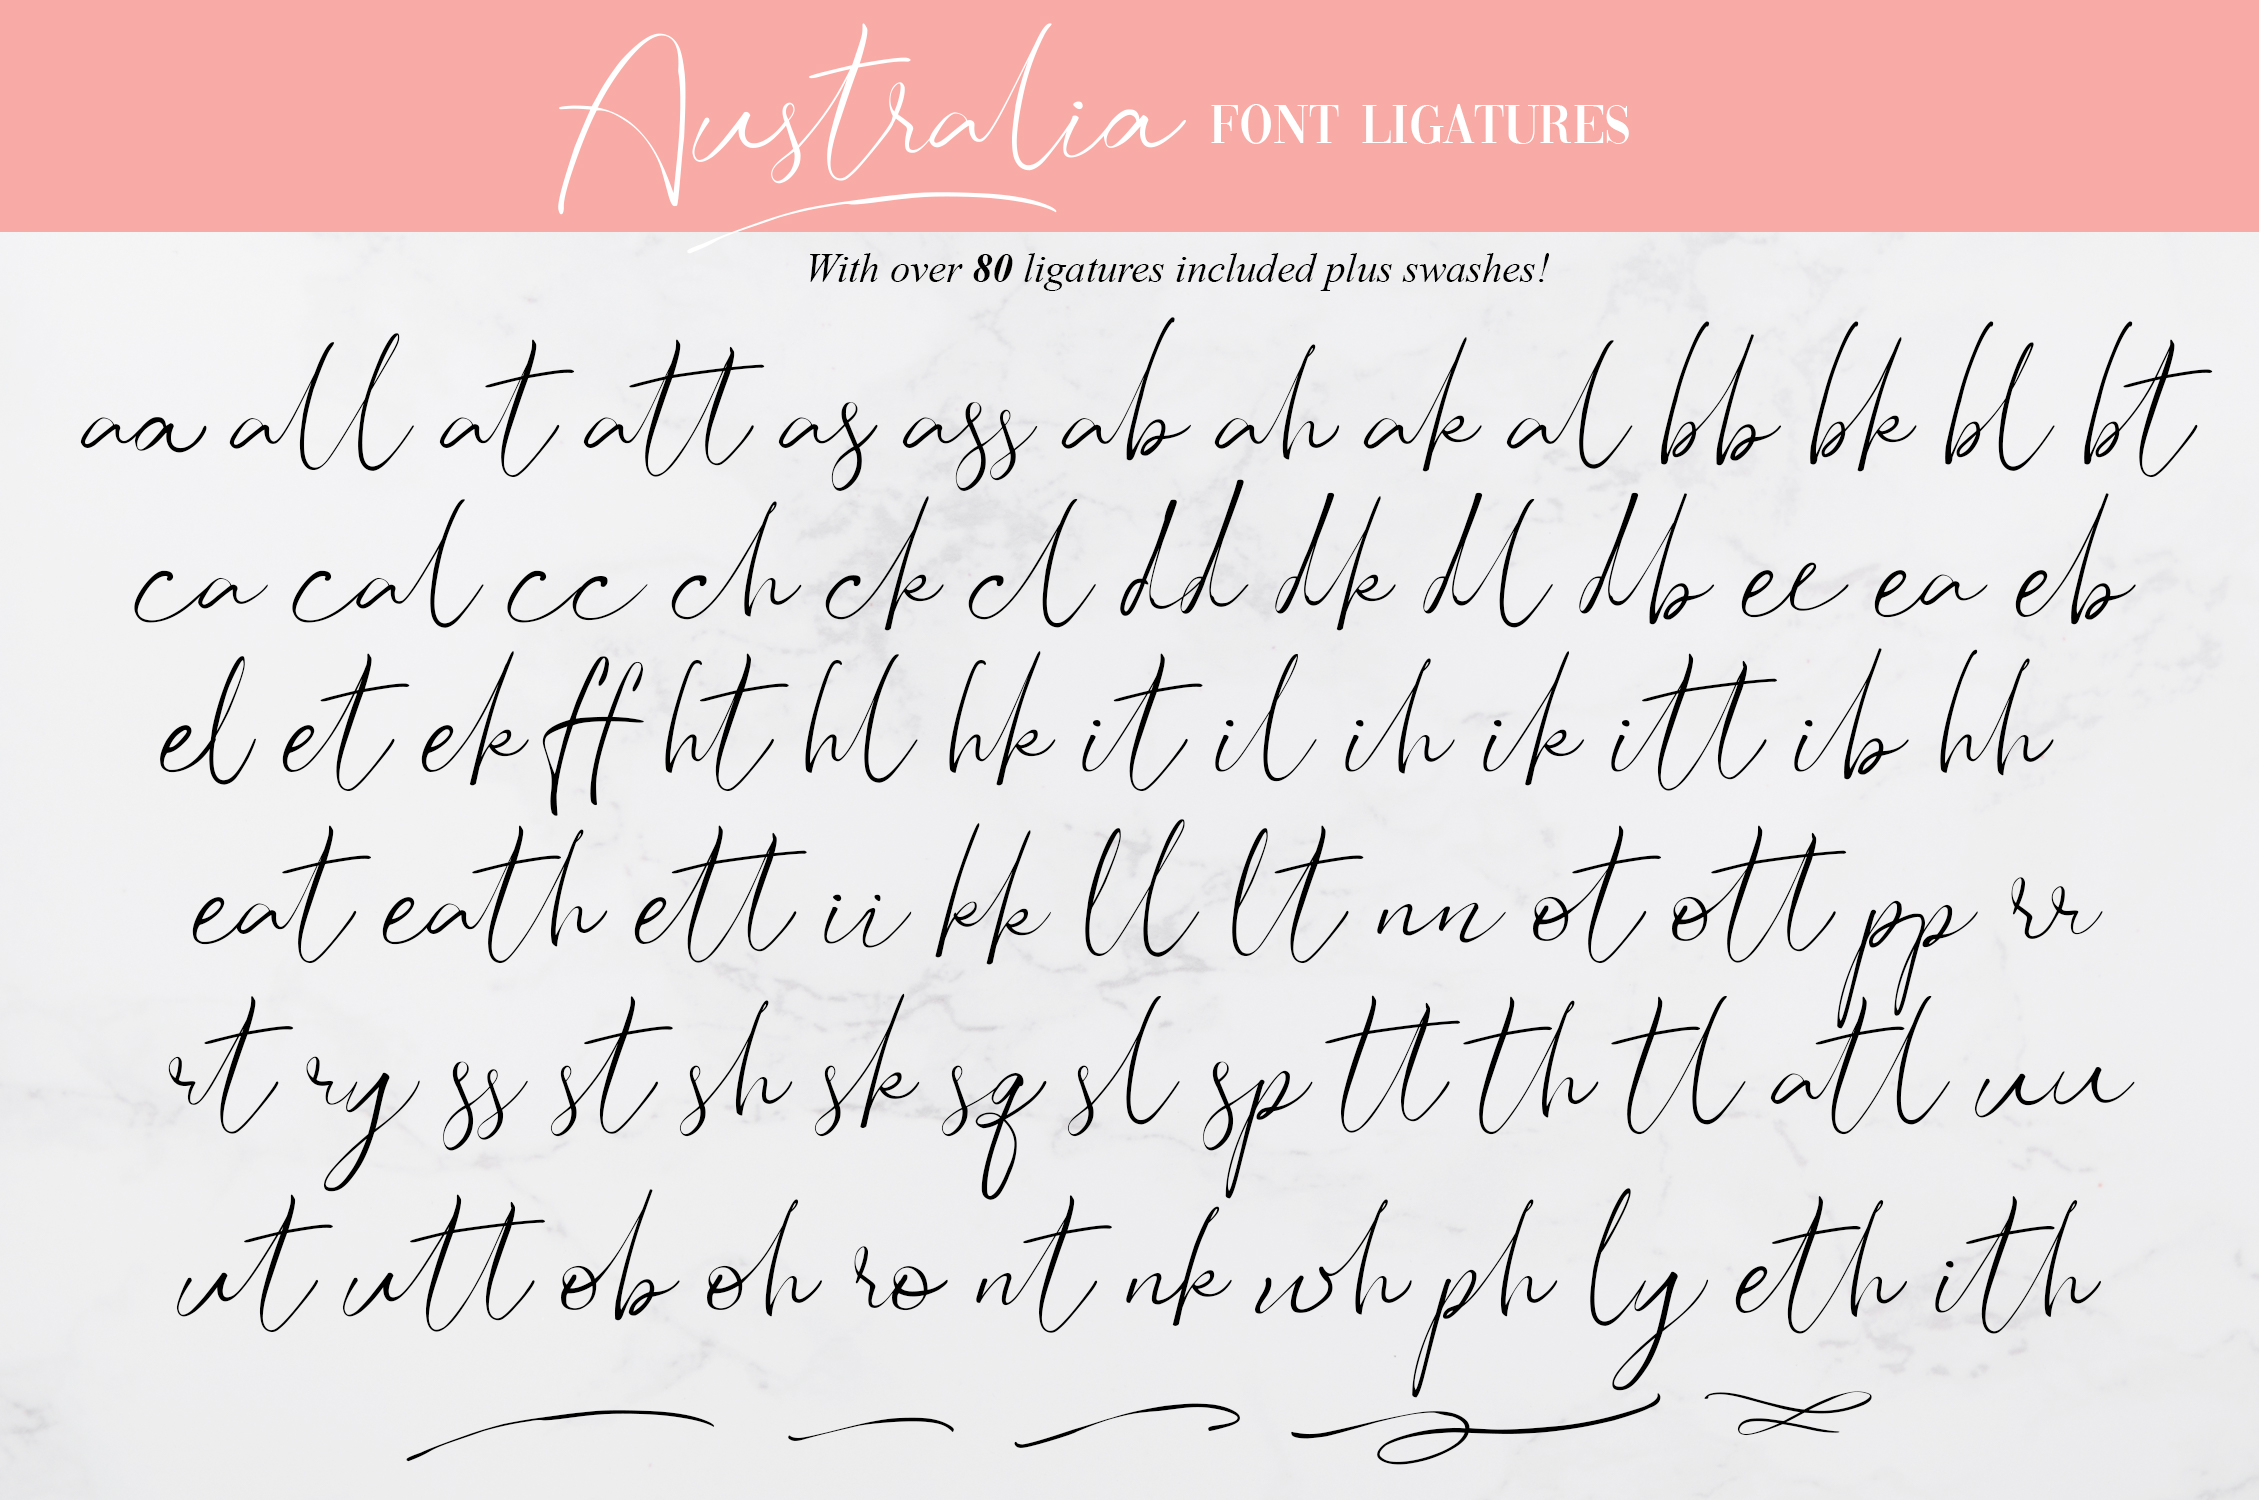 Australia FONT LIGATURES
With over 80 ligatures included plus swashes!
aa all at att as ass ab ah ak al bb bk bl bt
ca cal cc ch ck cl dd dk dl db ee ea eb
el et ek ff ht hl hk it il ih ik itt ib hh
eat eath ett ii kk ll lt nn ot ott pp rr
rt ry ss st sh sk sq sl sp tt th tl atl uu
ut utt ob oh ro nt nk wh ph ly eth ith